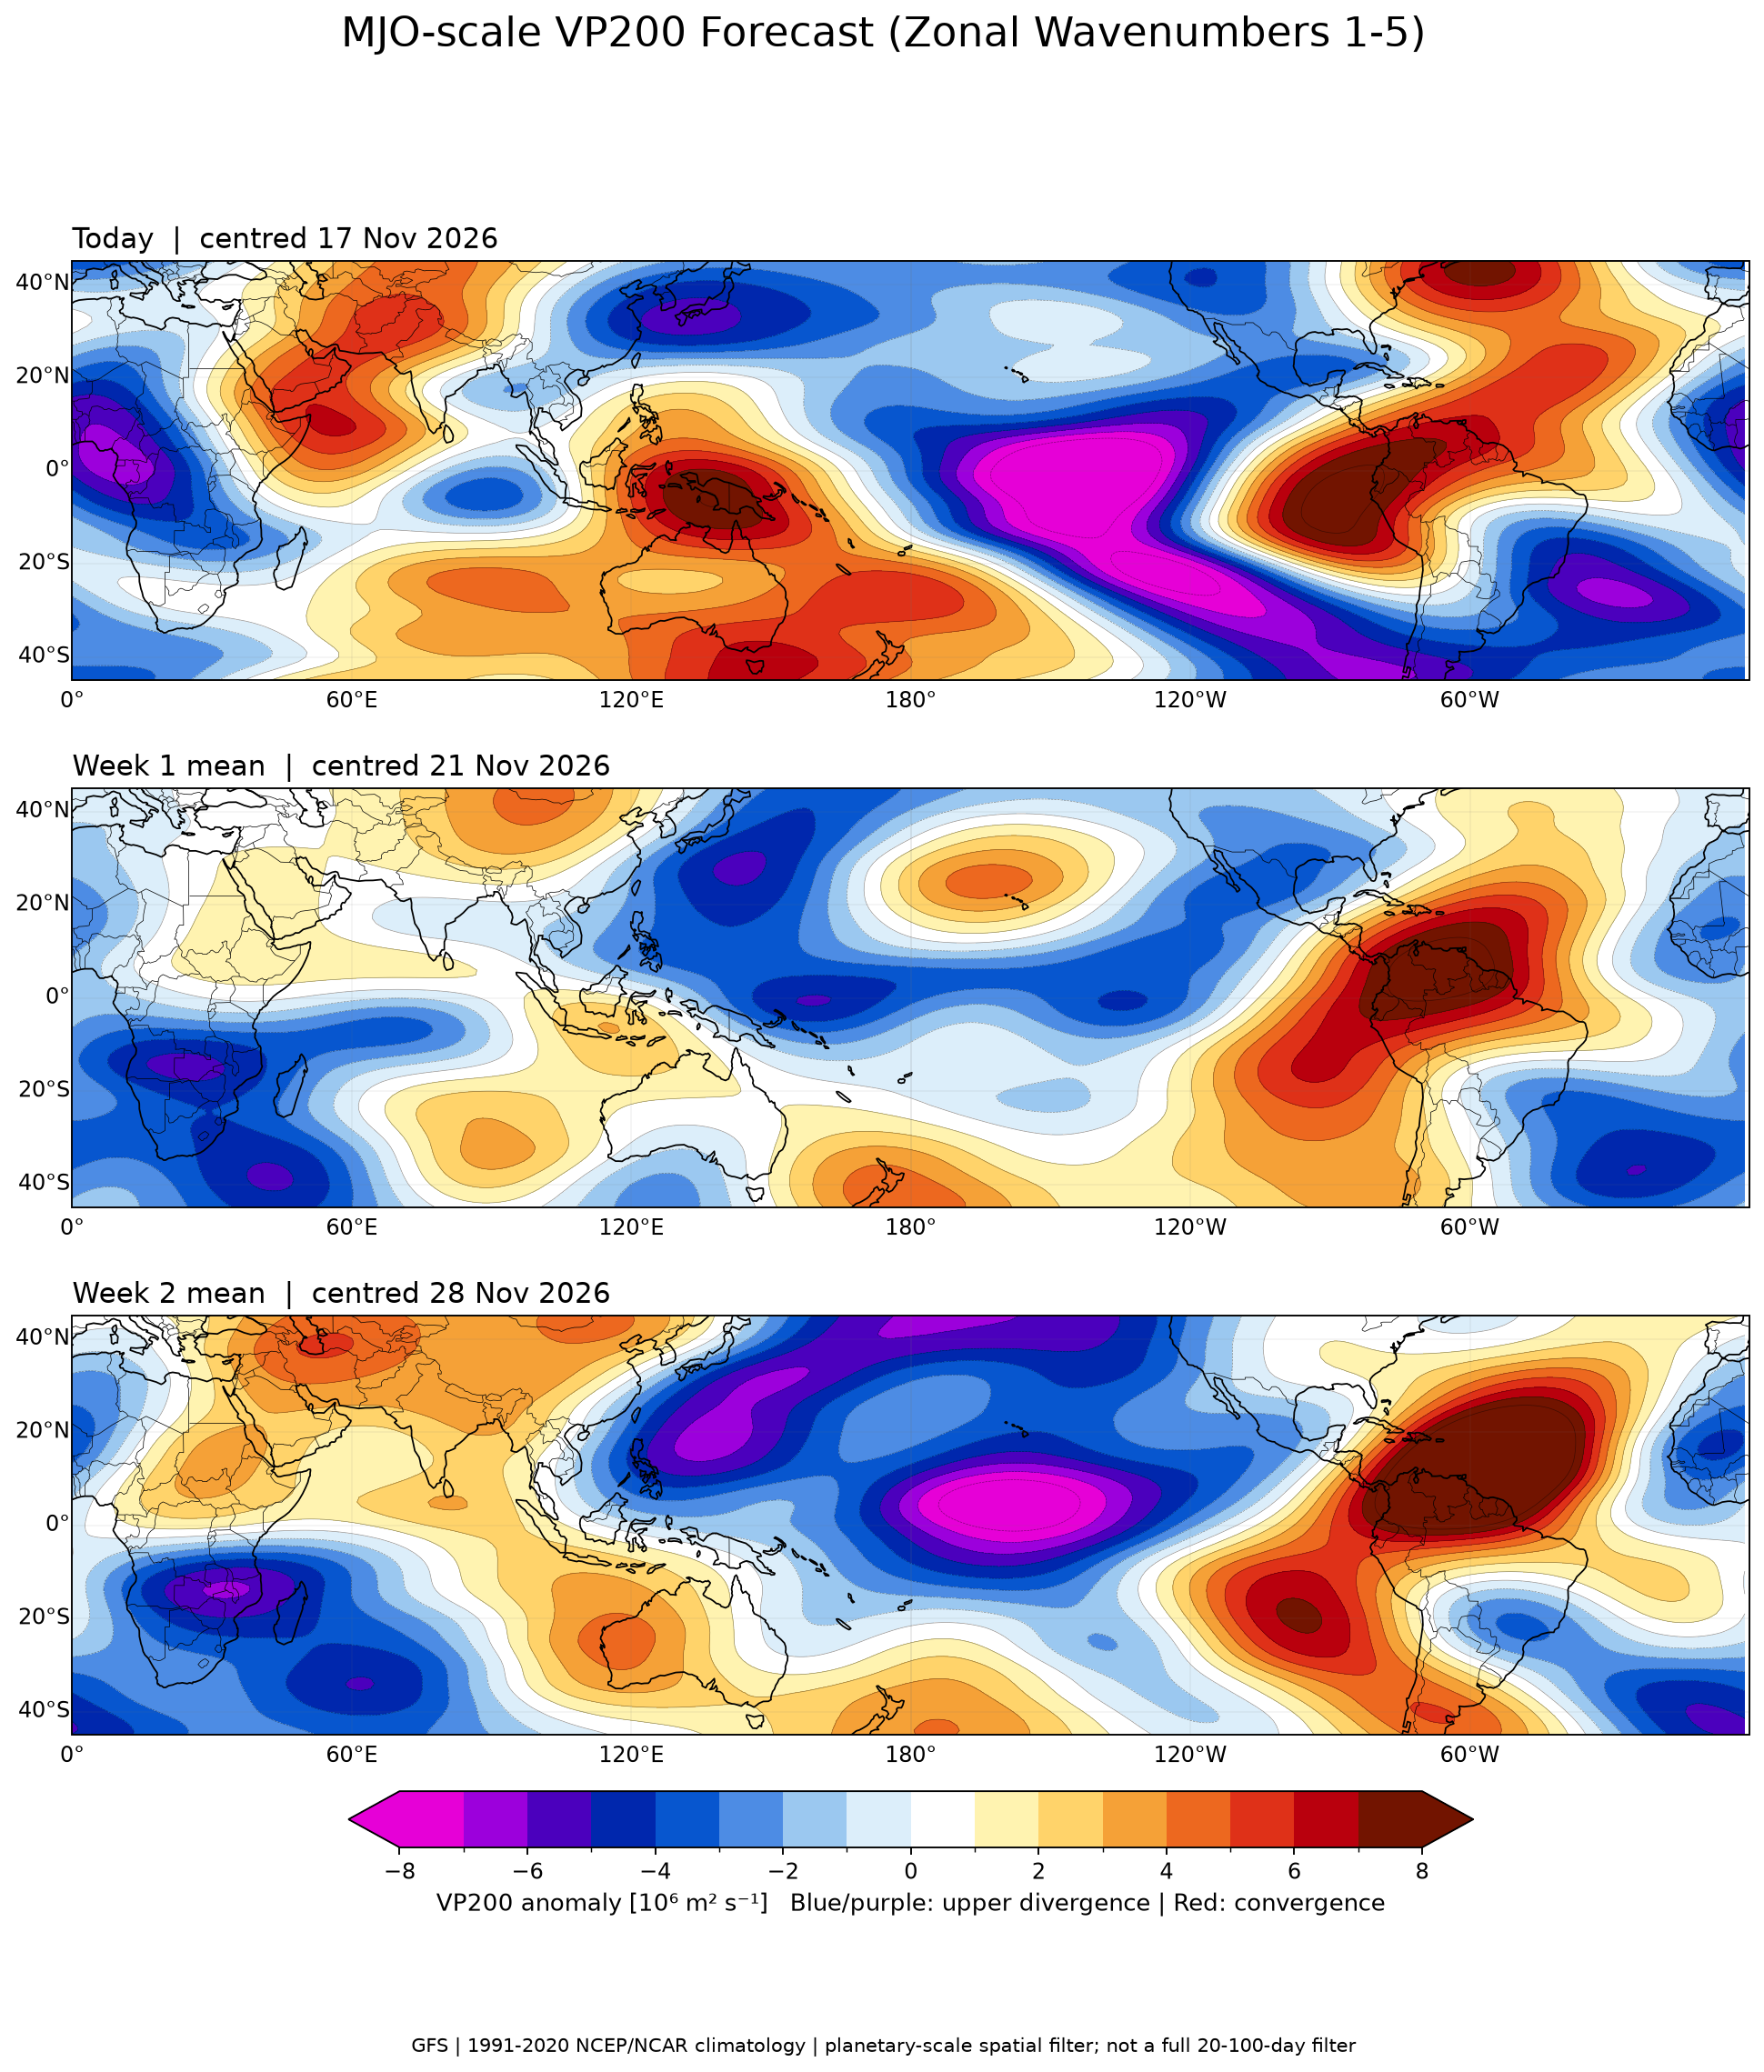 MJO-scale VP200 Forecast (Zonal Wavenumbers 1-5)
Today | centred 17 Nov 2026
40°N
20°N
0°
20°S
40°S
0° 60°E 120°E 180° 120°W 60°W
Week 1 mean | centred 21 Nov 2026
40°N
20°N
0°
20°S
40°S
0° 60°E 120°E 180° 120°W 60°W
Week 2 mean | centred 28 Nov 2026
40°N
20°N
0°
20°S
40°S
0° 60°E 120°E 180° 120°W 60°W
−8 −6 −4 −2 0 2 4 6 8
VP200 anomaly [10⁶ m² s⁻¹] Blue/purple: upper divergence | Red: convergence
GFS | 1991-2020 NCEP/NCAR climatology | planetary-scale spatial filter; not a full 20-100-day filter